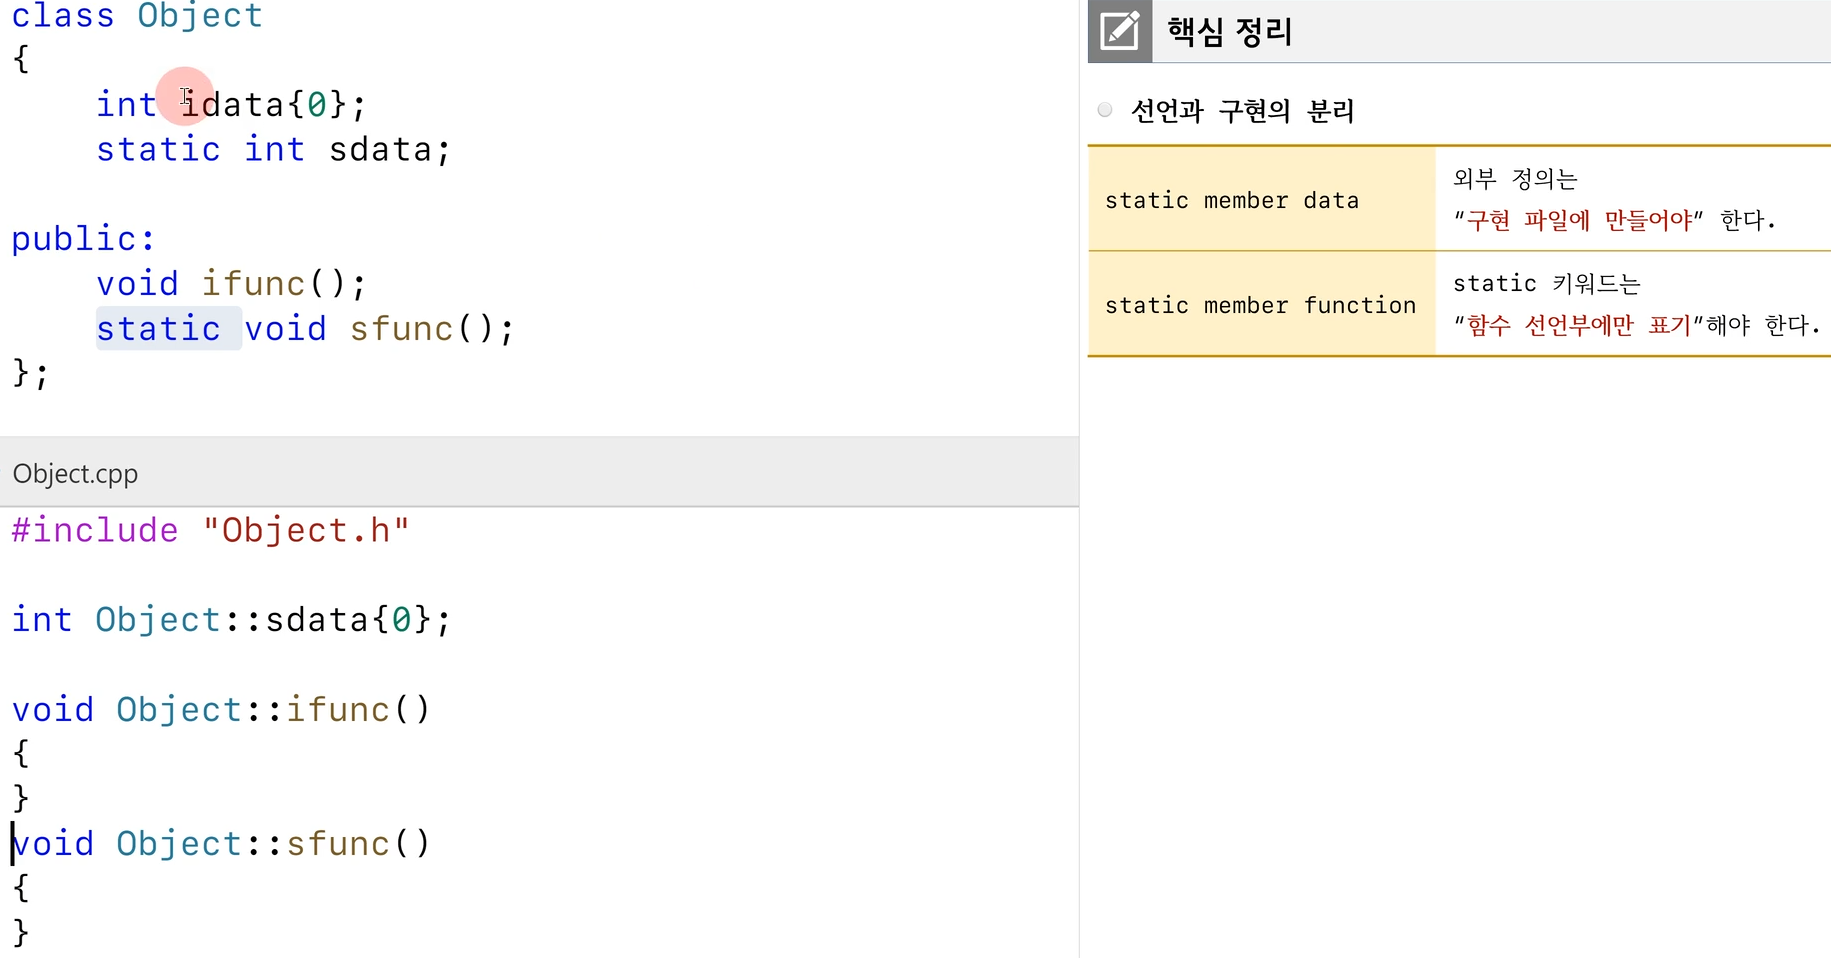 class Object
{
    int idata{0};
    static int sdata;

public:
    void ifunc();
    static void sfunc();
};
Object.cpp
#include "Object.h"

int Object::sdata{0};

void Object::ifunc()
{
}
void Object::sfunc()
{
}
핵심 정리
선언과 구현의 분리
static member data
외부 정의는
“구현 파일에 만들어야” 한다.
static member function
static 키워드는
“함수 선언부에만 표기”해야 한다.